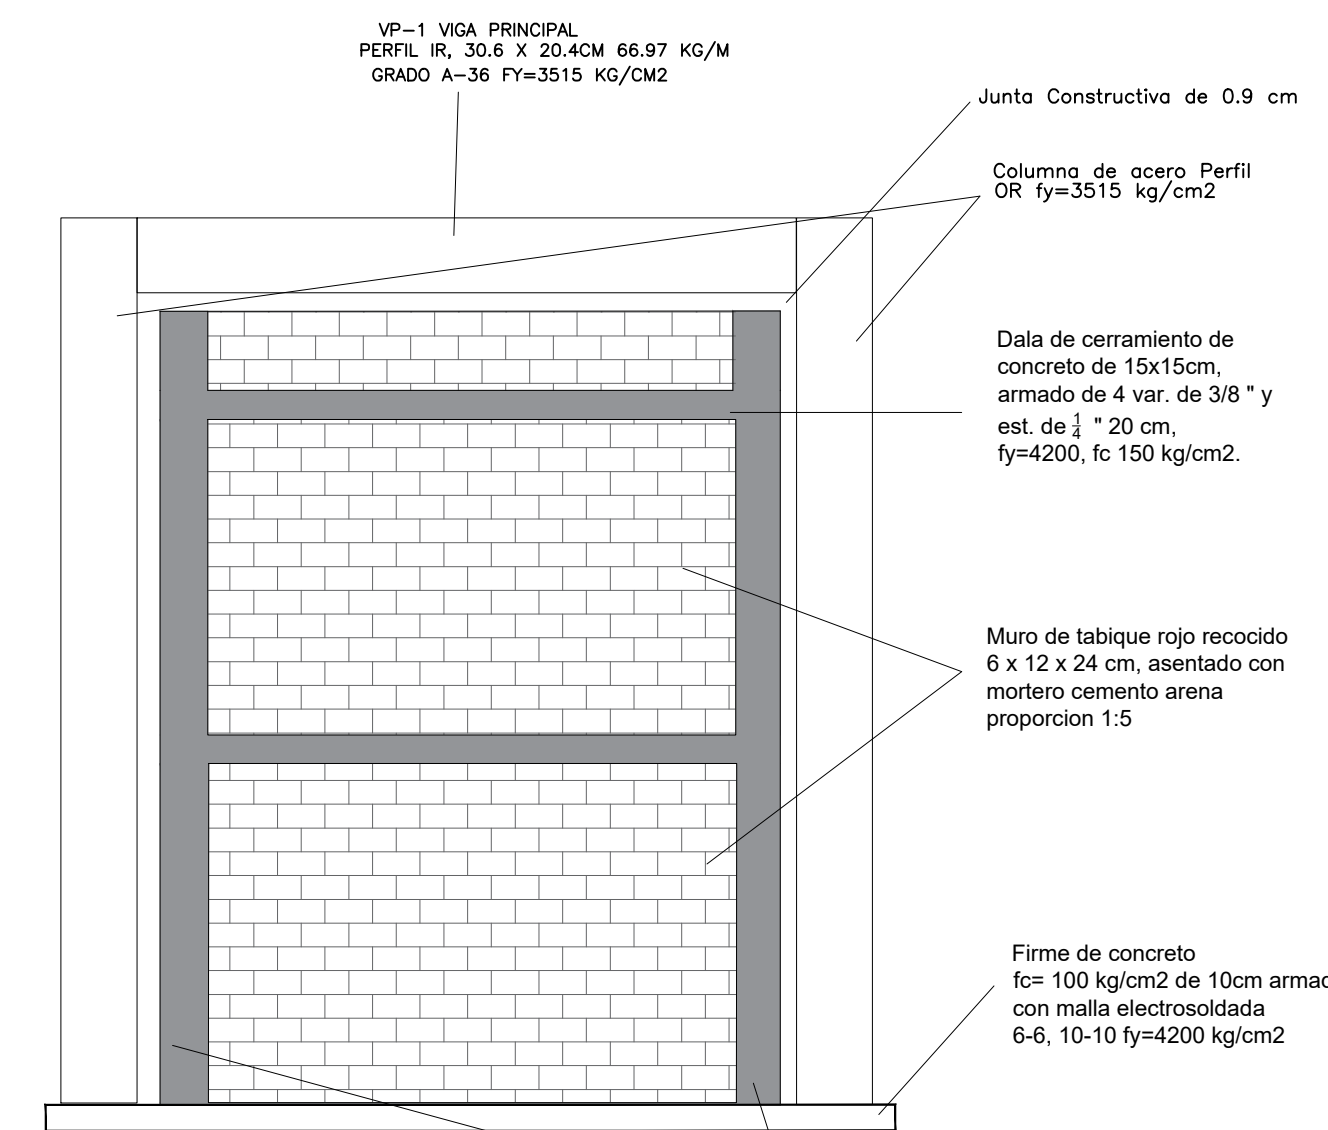 VP-1 VIGA PRINCIPAL
PERFIL IR, 30.6 X 20.4CM 66.97 KG/M
GRADO A-36 FY=3515 KG/CM2
Junta Constructiva de 0.9 cm
Columna de acero Perfil
OR fy=3515 kg/cm2
Dala de cerramiento de
concreto de 15x15cm,
armado de 4 var. de 3/8 " y
est. de 1/4 " 20 cm,
fy=4200, fc 150 kg/cm2.
Muro de tabique rojo recocido
6 x 12 x 24 cm, asentado con
mortero cemento arena
proporcion 1:5
Firme de concreto
fc= 100 kg/cm2 de 10cm armad
con malla electrosoldada
6-6, 10-10 fy=4200 kg/cm2